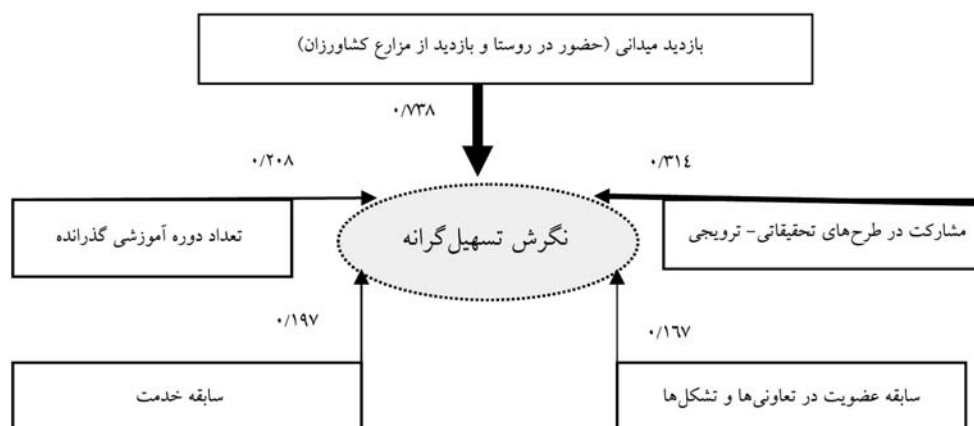 بازدید میدانی (حضور در روستا و بازدید از مزارع کشاورزان)
۰/۷۳۸
۰/۳۱٤
۰/۲۰۸
مشارکت در طرح‌های تحقیقاتی- ترویجی
نگرش تسهیل‌گرانه
تعداد دوره آموزشی گذرانده
۰/۱٦۷
۰/۱۹۷
سابقه عضویت در تعاونی‌ها و تشکل‌ها
سابقه خدمت